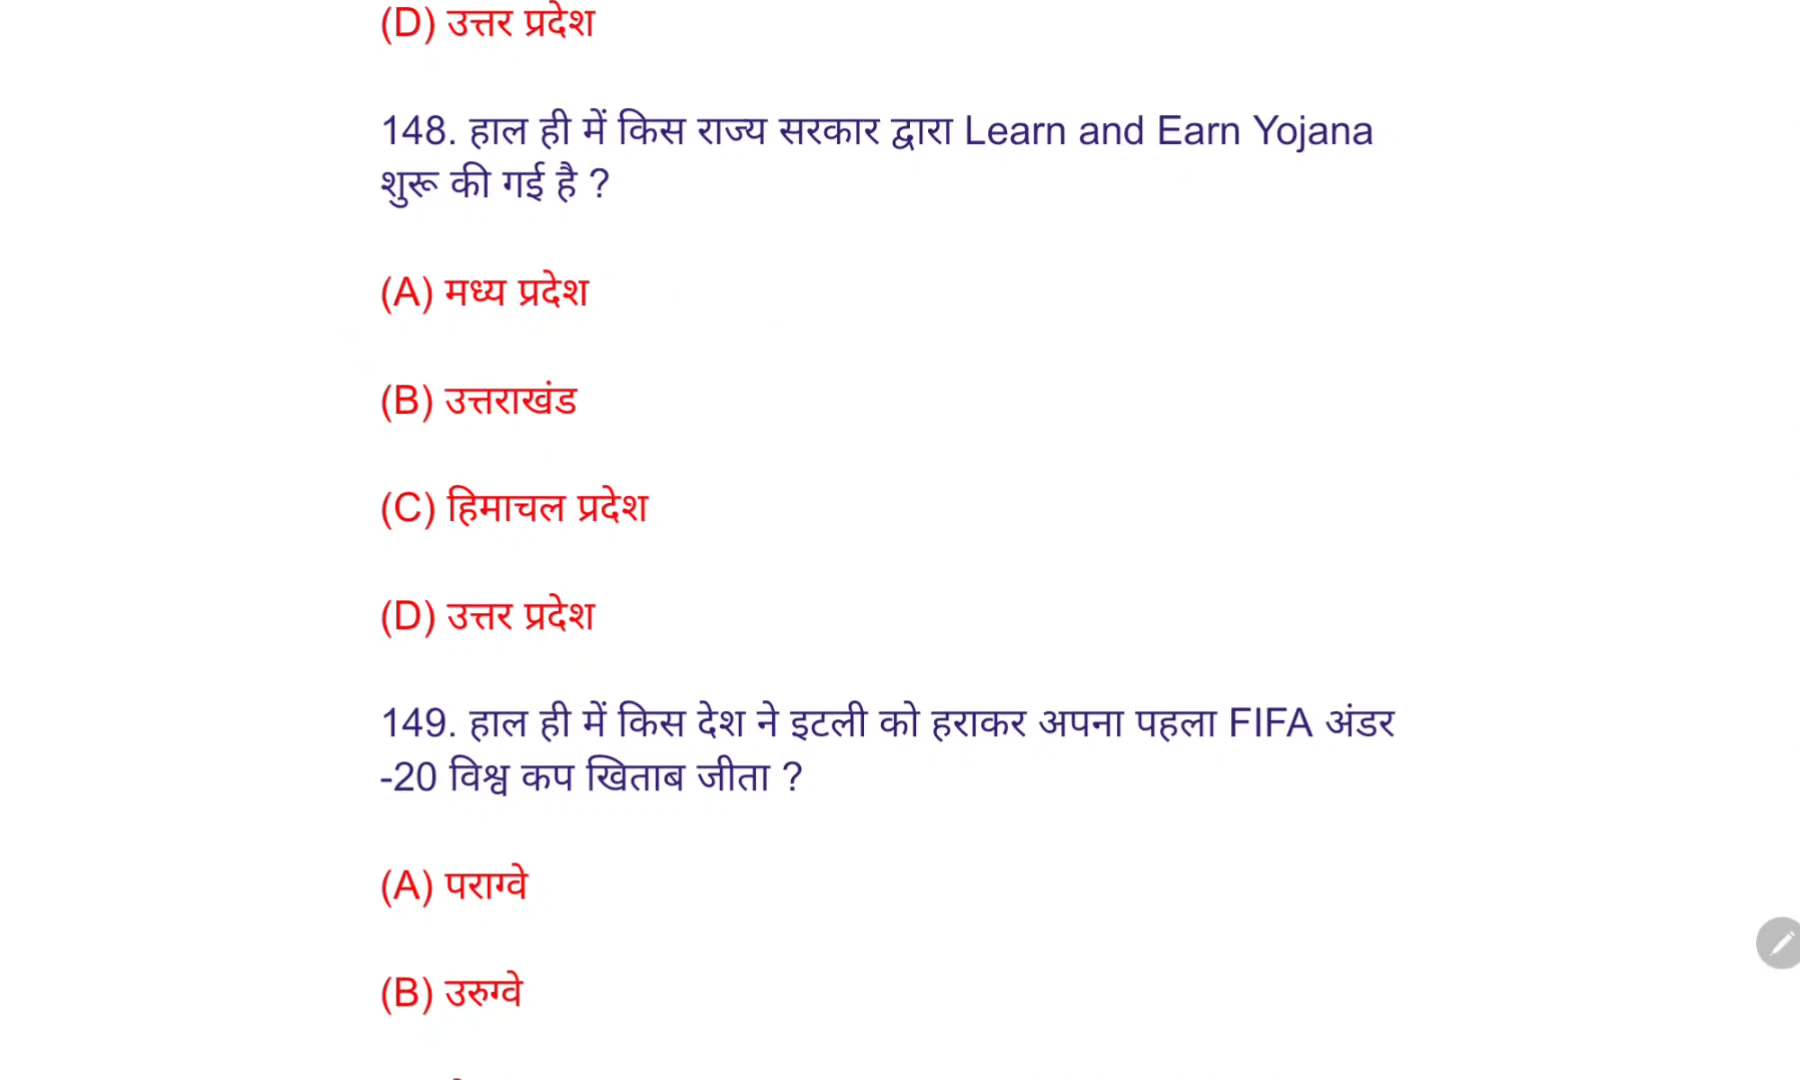 (D) उत्तर प्रदेश
148. हाल ही में किस राज्य सरकार द्वारा Learn and Earn Yojana
शुरू की गई है ?
(A) मध्य प्रदेश
(B) उत्तराखंड
(C) हिमाचल प्रदेश
(D) उत्तर प्रदेश
149. हाल ही में किस देश ने इटली को हराकर अपना पहला FIFA अंडर
-20 विश्व कप खिताब जीता ?
(A) पराग्वे
(B) उरुग्वे